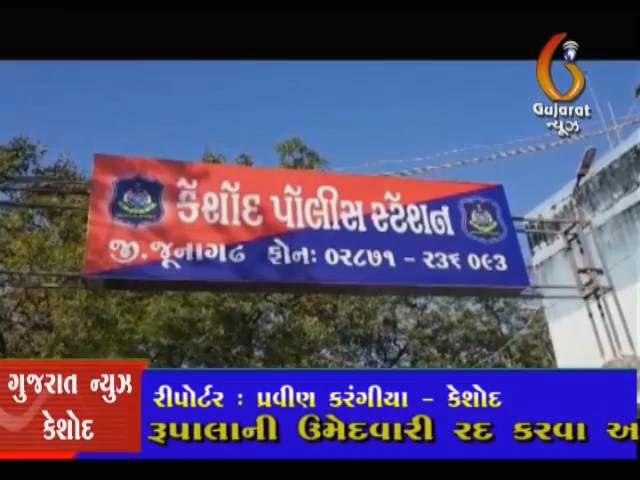 Gujarat
ન્યૂઝ
કેશોદ પોલીસ સ્ટેશન
જી.જૂનાગઢ ફોનઃ ૦૨૮૭૧ - ૨૩૬ ૦૯૩
ગુજરાત ન્યુઝ
કેશોદ
રીપોર્ટર : પ્રવીણ કરંગીયા - કેશોદ
રૂપાલાની ઉમેદવારી રદ કરવા અ